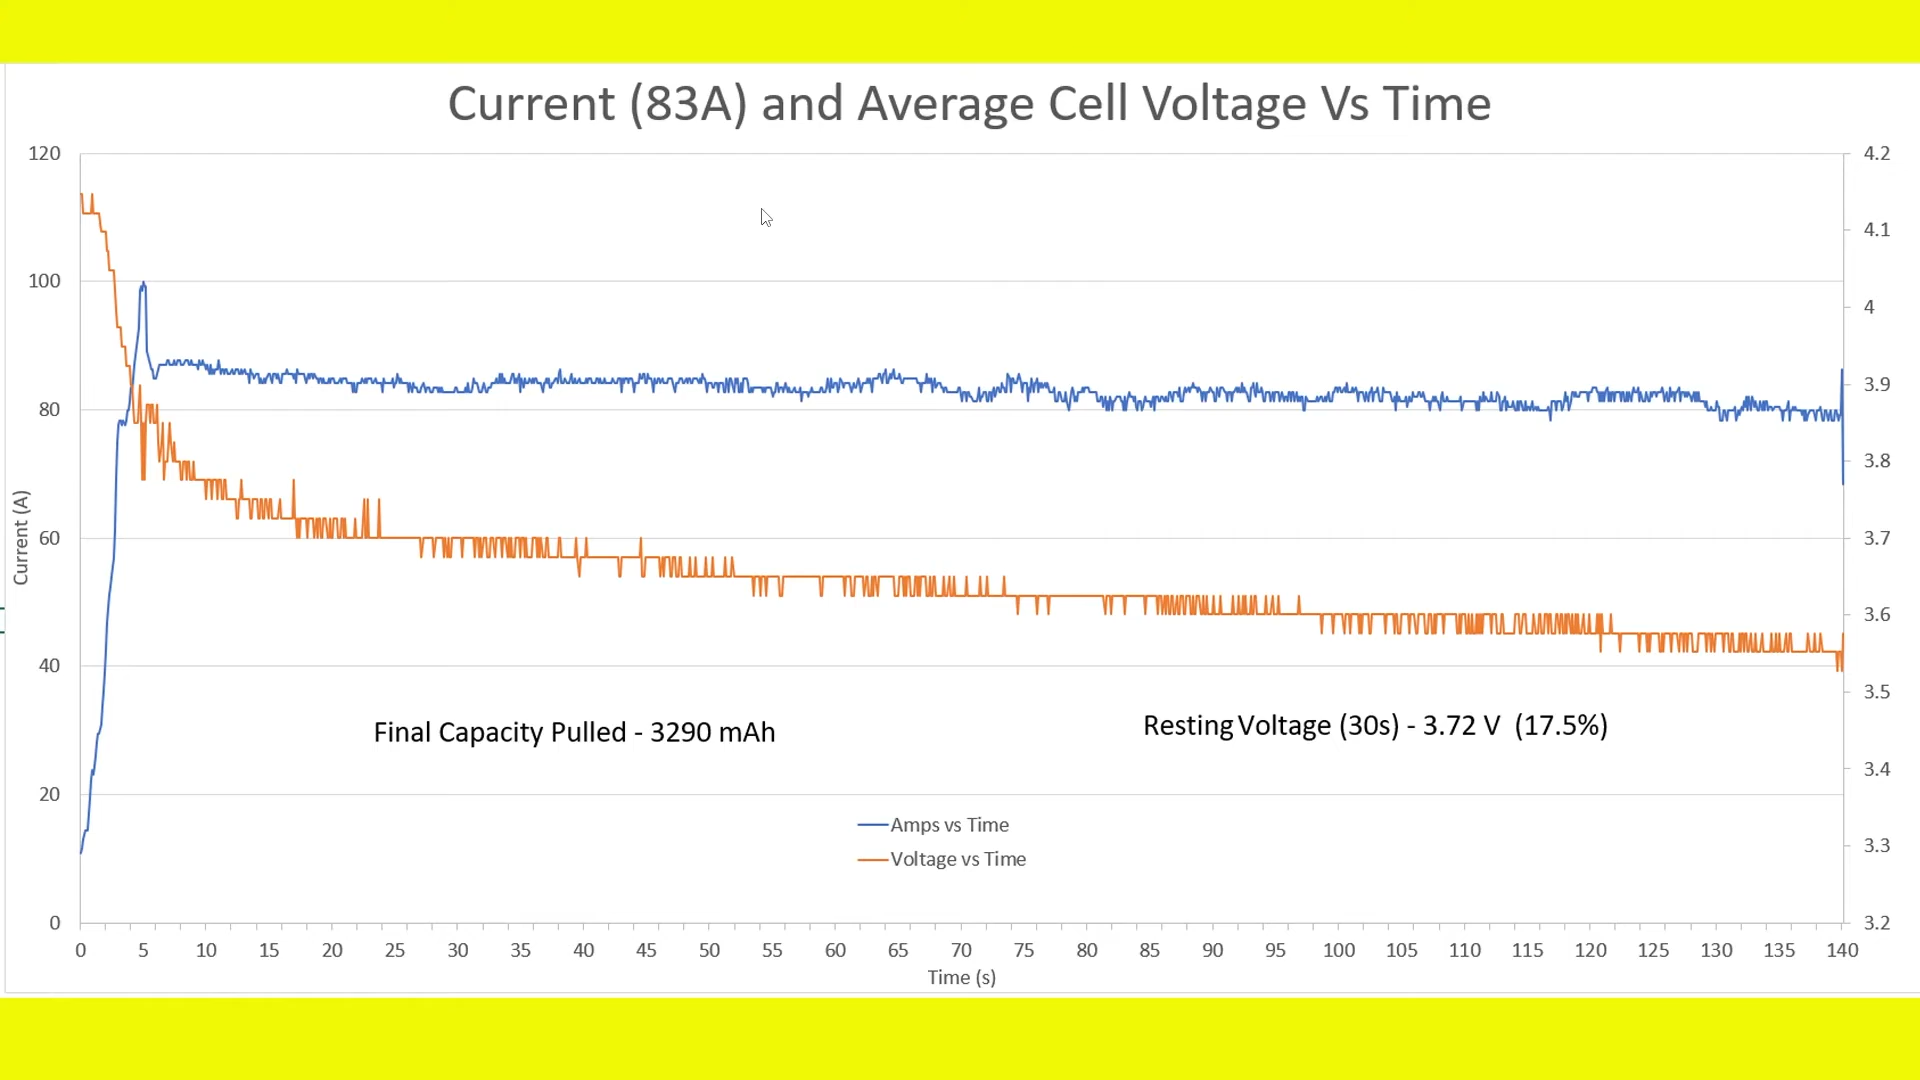 Current (83A) and Average Cell Voltage Vs Time
120
100
80
60
40
20
0
Current (A)
4.2
4.1
4
3.9
3.8
3.7
3.6
3.5
3.4
3.3
3.2
Final Capacity Pulled - 3290 mAh
Resting Voltage (30s) - 3.72 V (17.5%)
Amps vs Time
Voltage vs Time
0 5 10 15 20 25 30 35 40 45 50 55 60 65 70 75 80 85 90 95 100 105 110 115 120 125 130 135 140
Time (s)